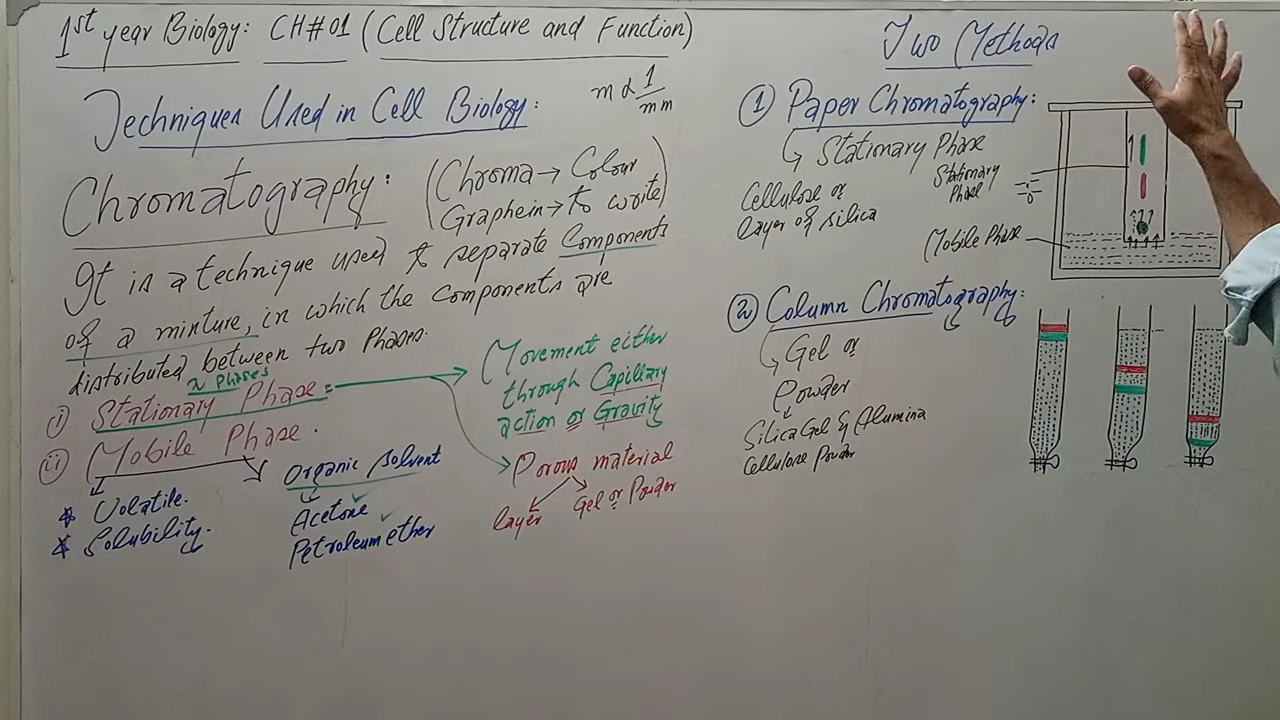 1st year Biology: CH#01 (Cell Structure and Function)
Techniques Used in Cell Biology:
m ∝ 1/mm
Chromatography:
(Chroma → Colour
Graphein → to write)
It is a technique used to separate Components
of a mixture, in which the components are
distributed between two Phases.
2 Phases
i) Stationary Phase:
ii) Mobile Phase.
* Volatile.
* Solubility.
Organic Solvent
Acetone ✓
Petroleum ether
(Movement either
through Capillary
action or Gravity
Porous material
layer
Gel or Powder
Two Methods
① Paper Chromatography:
Stationary Phase
Cellulose or
layer of silica
Stationary
Phase
Mobile Phase
② Column Chromatography:
Gel or
Powder
Silica Gel & Alumina
Cellulose Powder